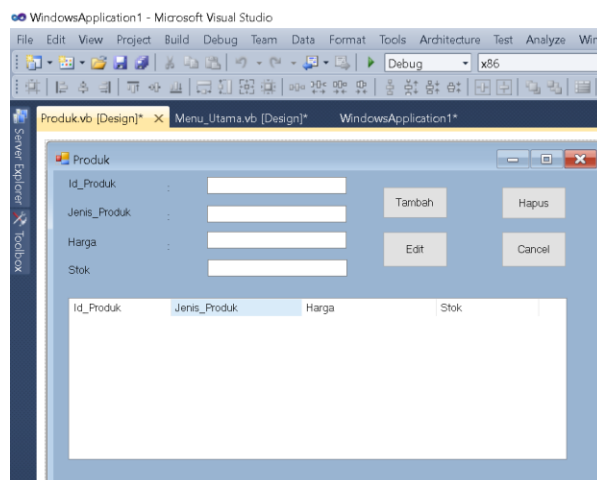 WindowsApplication1 - Microsoft Visual Studio
File Edit View Project Build Debug Team Data Format Tools Architecture Test Analyze
Debug x86
Produk.vb [Design]* × Menu_Utama.vb [Design]* WindowsApplication1*
Server Explorer
Toolbox
Produk
Id_Produk :
Jenis_Produk :
Harga :
Stok
Tambah Hapus
Edit Cancel
Id_Produk Jenis_Produk Harga Stok